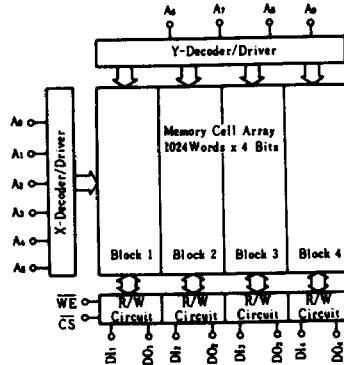 A₆ A₇ A₈ A₉
Y-Decoder/Driver
A₀
A₁
A₂
A₃
A₄
A₅
X-Decoder/Driver
Memory Cell Array
1024Words x 4 Bits
Block 1 Block 2 Block 3 Block 4
WE
CS
R/W Circuit
R/W Circuit
R/W Circuit
R/W Circuit
DI₁ DO₁ DI₂ DO₂ DI₃ DO₃ DI₄ DO₄